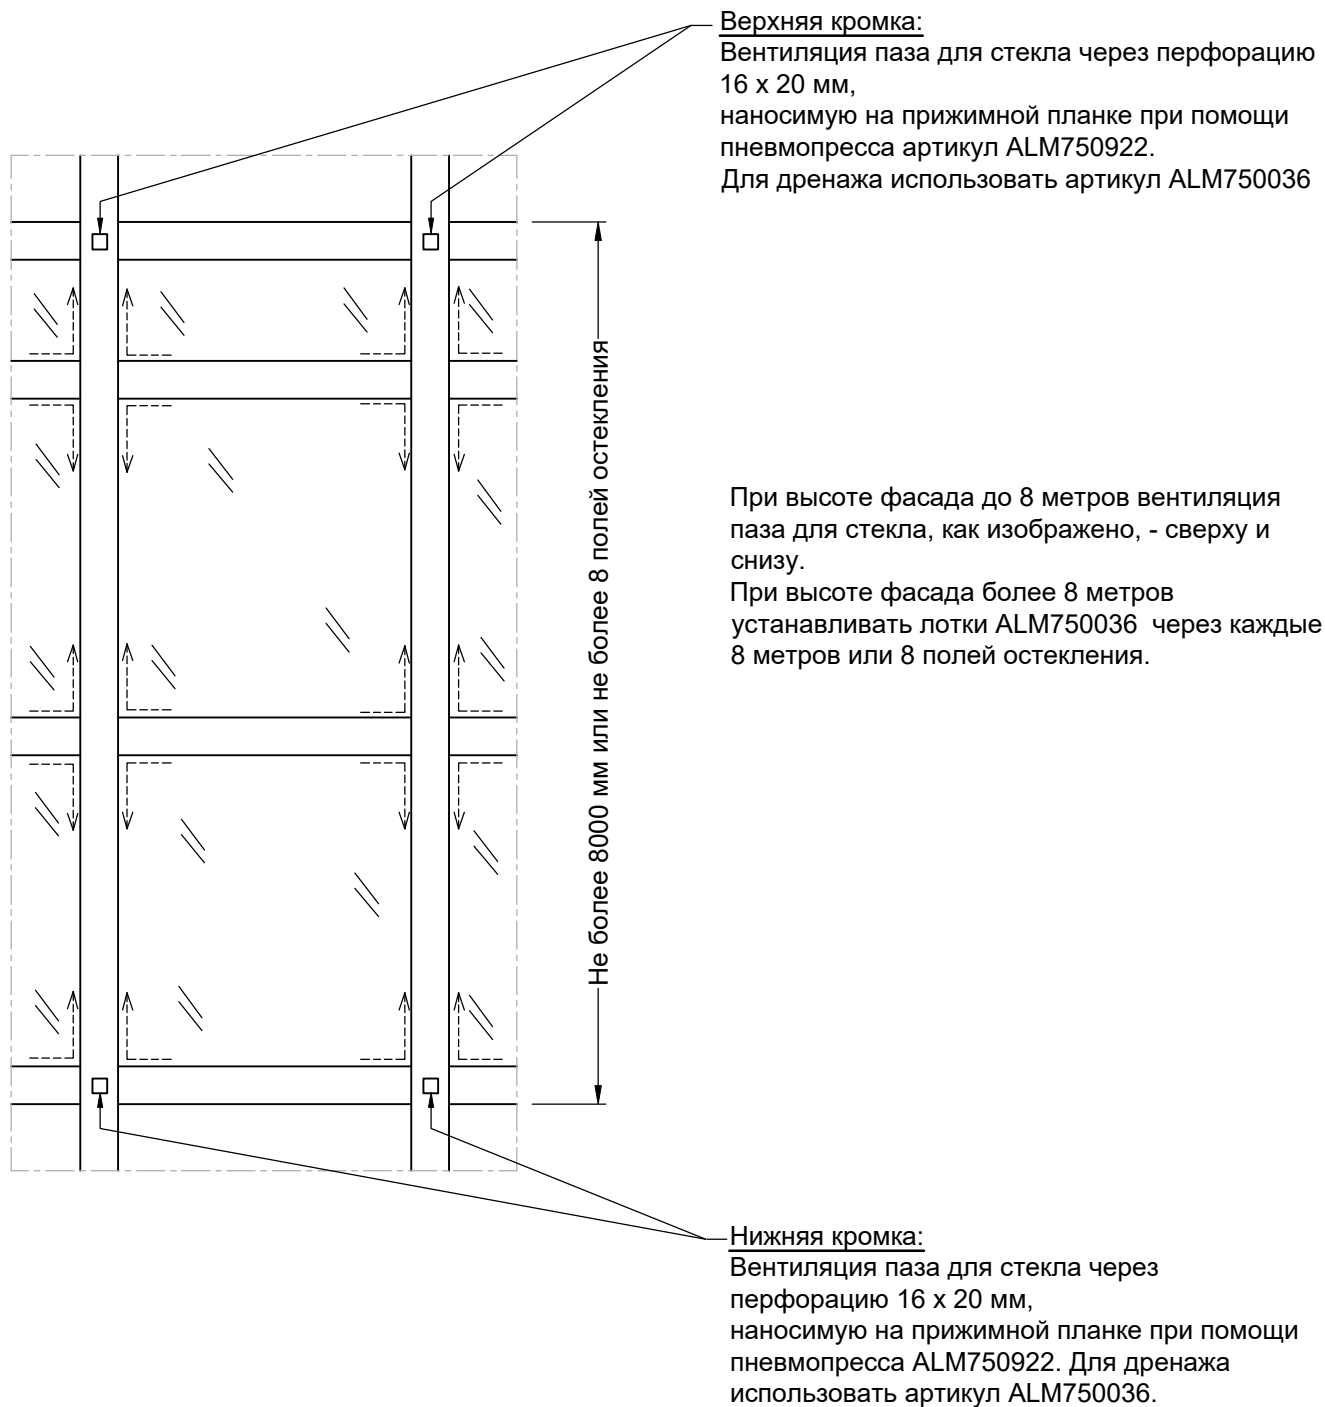 Верхняя кромка:
Вентиляция паза для стекла через перфорацию
16 х 20 мм,
наносимую на прижимной планке при помощи
пневмопресса артикул ALM750922.
Для дренажа использовать артикул ALM750036
Не более 8000 мм или не более 8 полей остекления
При высоте фасада до 8 метров вентиляция
паза для стекла, как изображено, - сверху и
снизу.
При высоте фасада более 8 метров
устанавливать лотки ALM750036  через каждые
8 метров или 8 полей остекления.
Нижняя кромка:
Вентиляция паза для стекла через
перфорацию 16 х 20 мм,
наносимую на прижимной планке при помощи
пневмопресса ALM750922. Для дренажа
использовать артикул ALM750036.